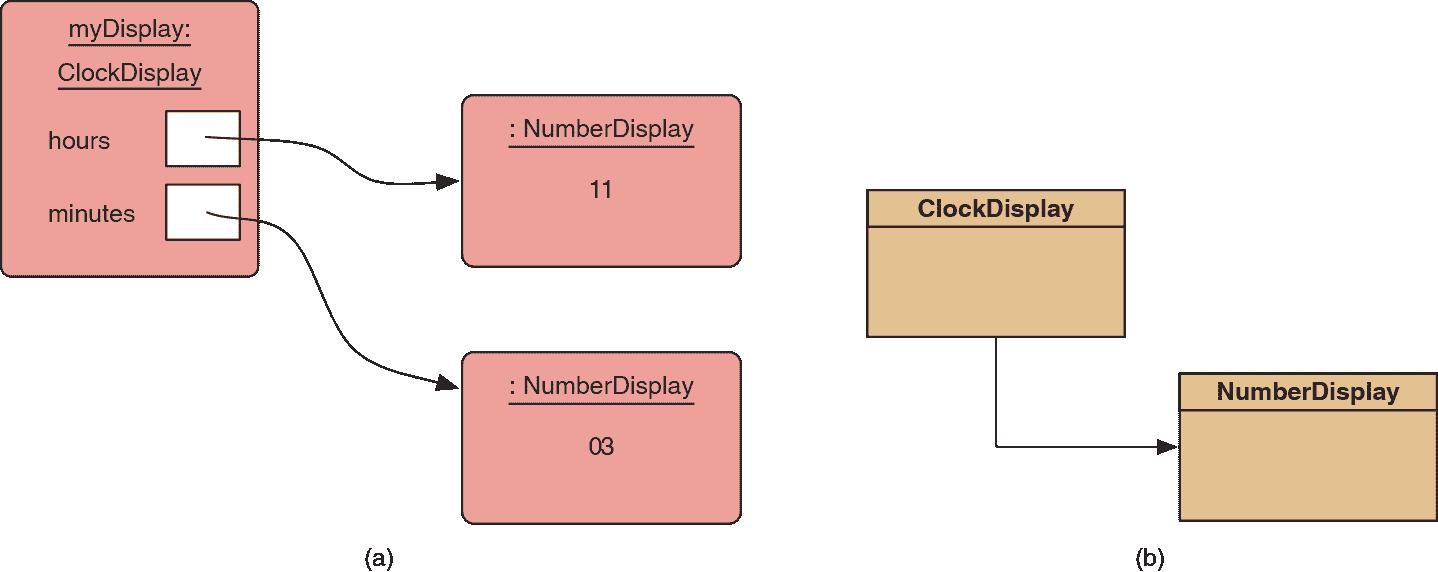 myDisplay:
ClockDisplay
hours
minutes
: NumberDisplay
11
: NumberDisplay
03
(a)
ClockDisplay
NumberDisplay
(b)